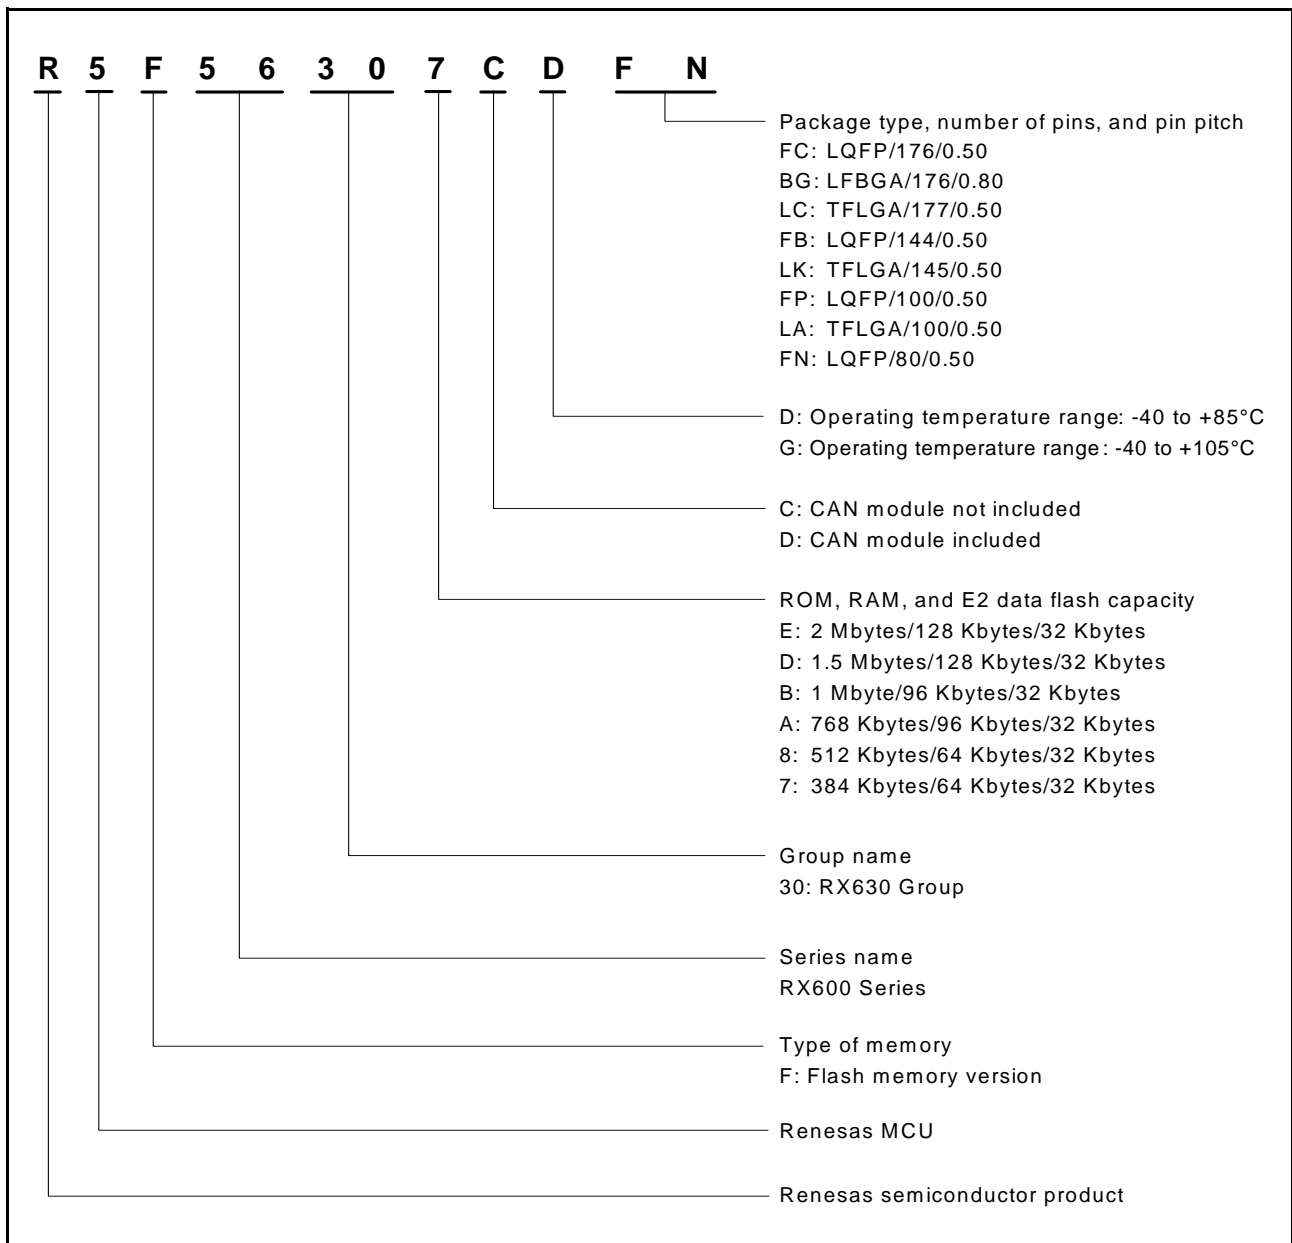 R 5 F 5 6 3 0 7 C D F N
Package type, number of pins, and pin pitch
FC: LQFP/176/0.50
BG: LFBGA/176/0.80
LC: TFLGA/177/0.50
FB: LQFP/144/0.50
LK: TFLGA/145/0.50
FP: LQFP/100/0.50
LA: TFLGA/100/0.50
FN: LQFP/80/0.50
D: Operating temperature range: -40 to +85°C
G: Operating temperature range: -40 to +105°C
C: CAN module not included
D: CAN module included
ROM, RAM, and E2 data flash capacity
E: 2 Mbytes/128 Kbytes/32 Kbytes
D: 1.5 Mbytes/128 Kbytes/32 Kbytes
B: 1 Mbyte/96 Kbytes/32 Kbytes
A: 768 Kbytes/96 Kbytes/32 Kbytes
8: 512 Kbytes/64 Kbytes/32 Kbytes
7: 384 Kbytes/64 Kbytes/32 Kbytes
Group name
30: RX630 Group
Series name
RX600 Series
Type of memory
F: Flash memory version
Renesas MCU
Renesas semiconductor product